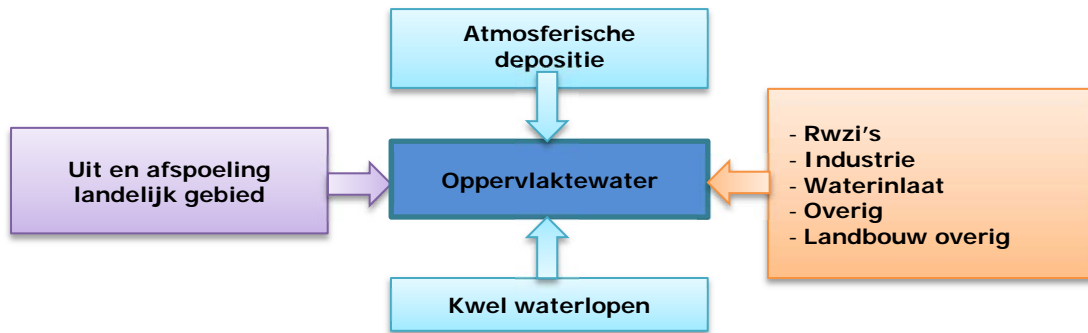 Atmosferische
depositie
Uit en afspoeling
landelijk gebied
Oppervlaktewater
- Rwzi's
- Industrie
- Waterinlaat
- Overig
- Landbouw overig
Kwel waterlopen